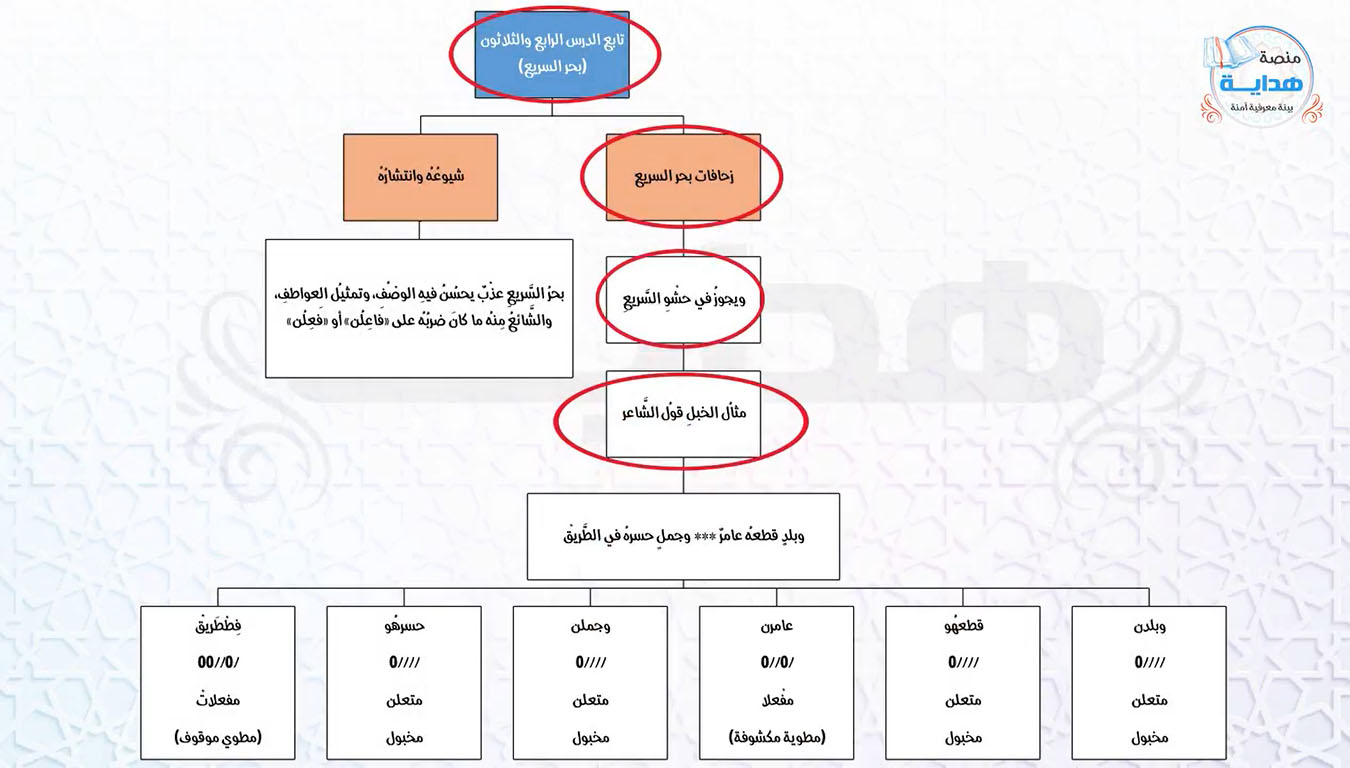 تابع الدرس الرابع والثلاثون
(بحر السريع)
منصة
هداية
بيئة معرفية آمنة
زحافات بحر السريع
شيوعُهُ وانتشارُهُ
ويجوزُ في حشْوِ السَّريعِ
بحرُ السَّريعِ عذْبٌ يحسُنُ فيهِ الوصْفُ، وتمثيلُ العواطفِ،
والشَّائعُ مِنْه ما كانَ ضربُهُ على «فَاعِلُن» أو «فَعِلُن»
مثالُ الخبلِ قولُ الشَّاعر
وبلدٍ قطعهُ عامرٌ *** وجملٍ حسرهُ في الطَّريقْ
وبلدن
////0
متعلن
مخبول
قطعهُو
////0
متعلن
مخبول
عامرن
/0//0
مفْعلا
(مطوية مكشوفة)
وجملن
////0
متعلن
مخبول
حسرهُو
////0
متعلن
مخبول
فِطْطَريقْ
/0//00
مفعلاتْ
(مطوي موقوف)